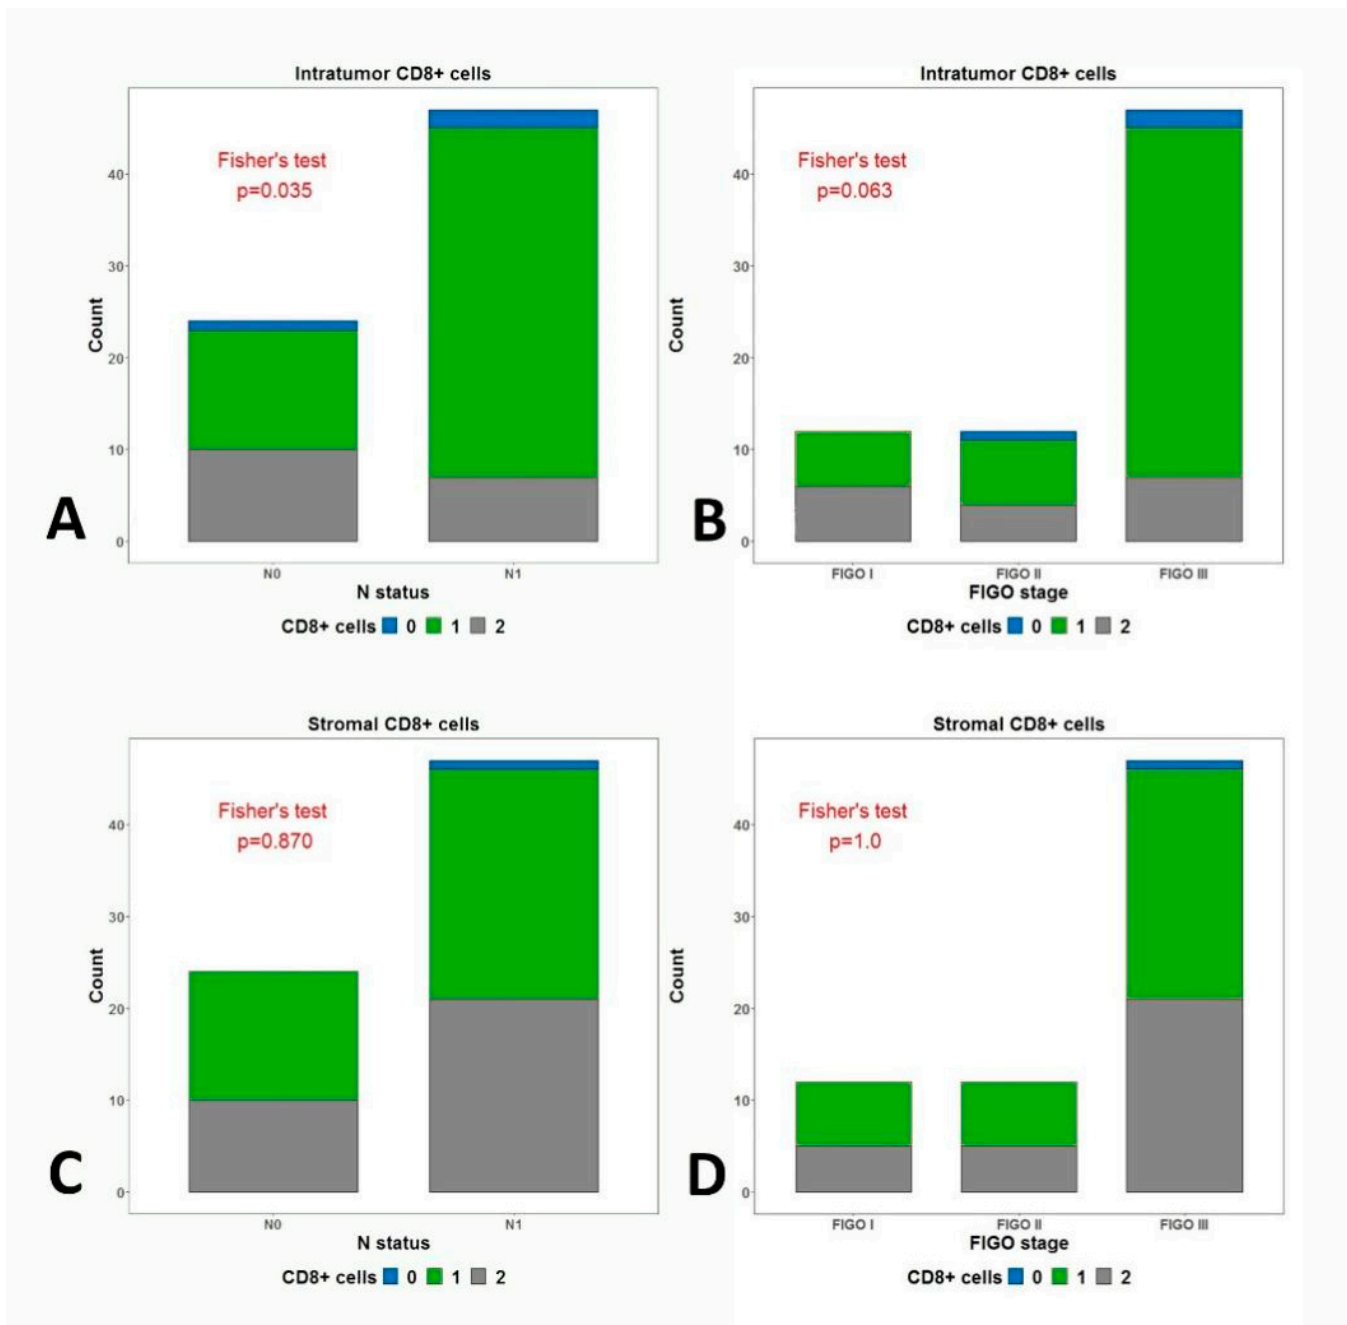 Intratumor CD8+ cells
Fisher's test
p=0.035
Count
40
30
20
10
0
N0 N1
N status
CD8+ cells 0 1 2
A
Intratumor CD8+ cells
Fisher's test
p=0.063
Count
40
30
20
10
0
FIGO I FIGO II FIGO III
FIGO stage
CD8+ cells 0 1 2
B
Stromal CD8+ cells
Fisher's test
p=0.870
Count
40
30
20
10
0
N0 N1
N status
CD8+ cells 0 1 2
C
Stromal CD8+ cells
Fisher's test
p=1.0
Count
40
30
20
10
0
FIGO I FIGO II FIGO III
FIGO stage
CD8+ cells 0 1 2
D